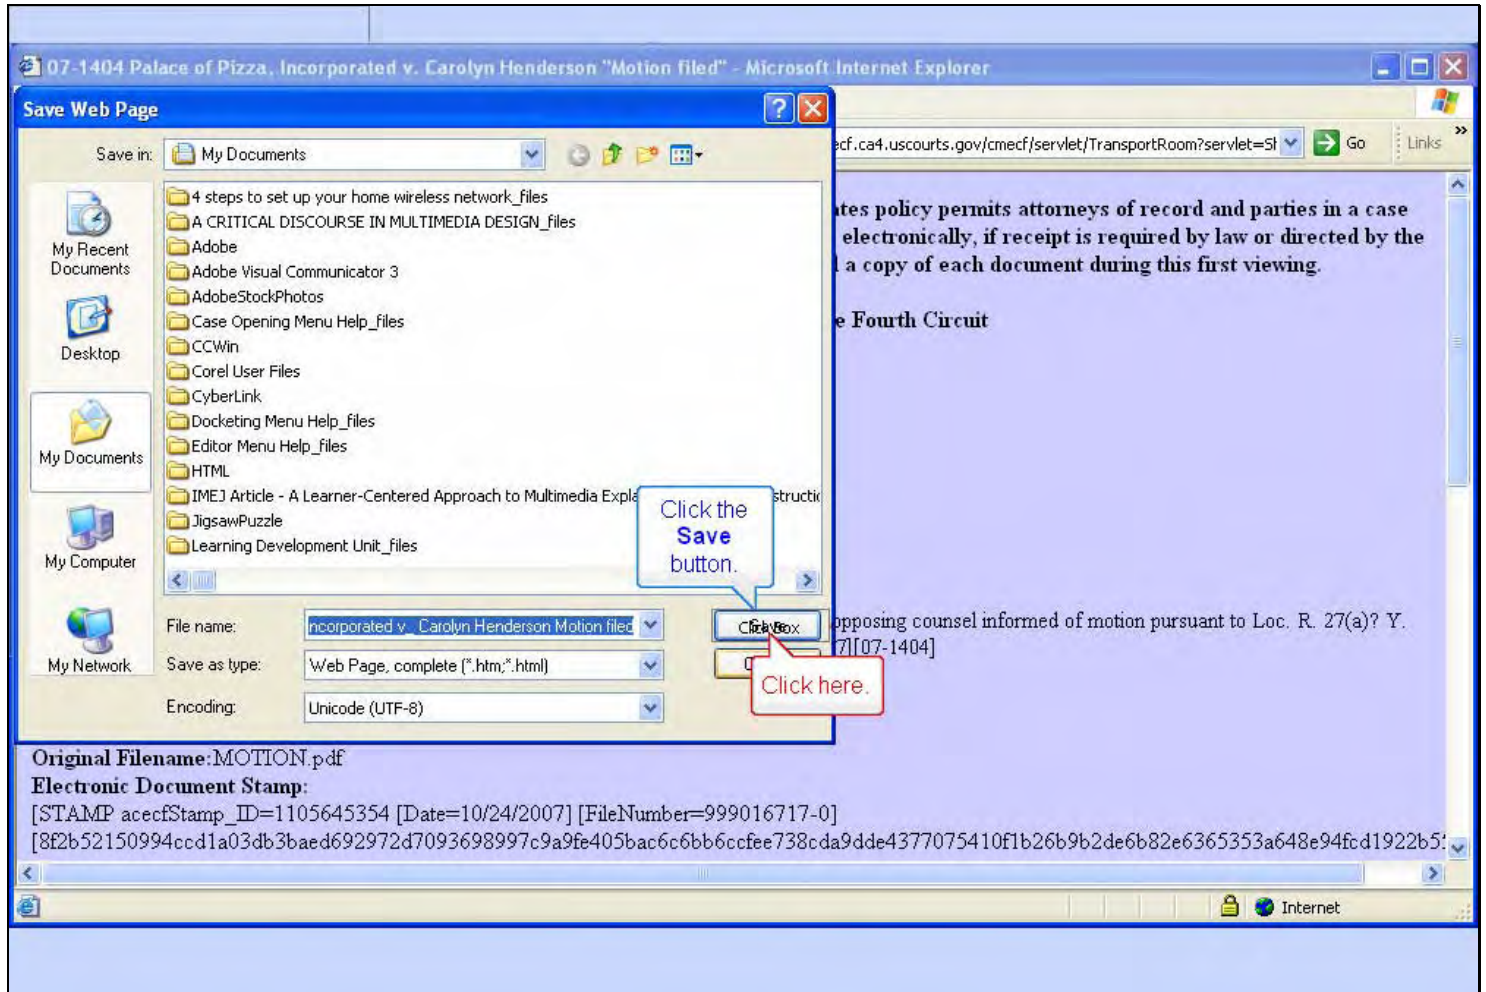 07-1404 Palace of Pizza, Incorporated v. Carolyn Henderson "Motion filed" - Microsoft Internet Explorer
Save Web Page
Save in:
My Documents
ecf.ca4.uscourts.gov/cmecf/servlet/TransportRoom?servlet=Sh
Go
Links
»
My Recent
Documents
Desktop
My Documents
My Computer
My Network
4 steps to set up your home wireless network_files
A CRITICAL DISCOURSE IN MULTIMEDIA DESIGN_files
Adobe
Adobe Visual Communicator 3
AdobeStockPhotos
Case Opening Menu Help_files
CCWin
Corel User Files
CyberLink
Docketing Menu Help_files
Editor Menu Help_files
HTML
IMEJ Article - A Learner-Centered Approach to Multimedia Expla structic
JigsawPuzzle
Learning Development Unit_files
Click the
Save
button.
File name:
ncorporated v._ Carolyn Henderson Motion filed
Click Box
Save
Save as type:
Web Page, complete (*.htm;*.html)
C
Click here.
Encoding:
Unicode (UTF-8)
ates policy permits attorneys of record and parties in a case
electronically, if receipt is required by law or directed by the
a copy of each document during this first viewing.
e Fourth Circuit
opposing counsel informed of motion pursuant to Loc. R. 27(a)? Y.
7][07-1404]
Original Filename:MOTION.pdf
Electronic Document Stamp:
[STAMP acecfStamp_ID=1105645354 [Date=10/24/2007] [FileNumber=999016717-0]
[8f2b52150994ccd1a03db3baed692972d7093698997c9a9fe405bac6c6bb6ccfee738cda9dde4377075410f1b26b9b2de6b82e6365353a648e94fcd1922b5
Internet